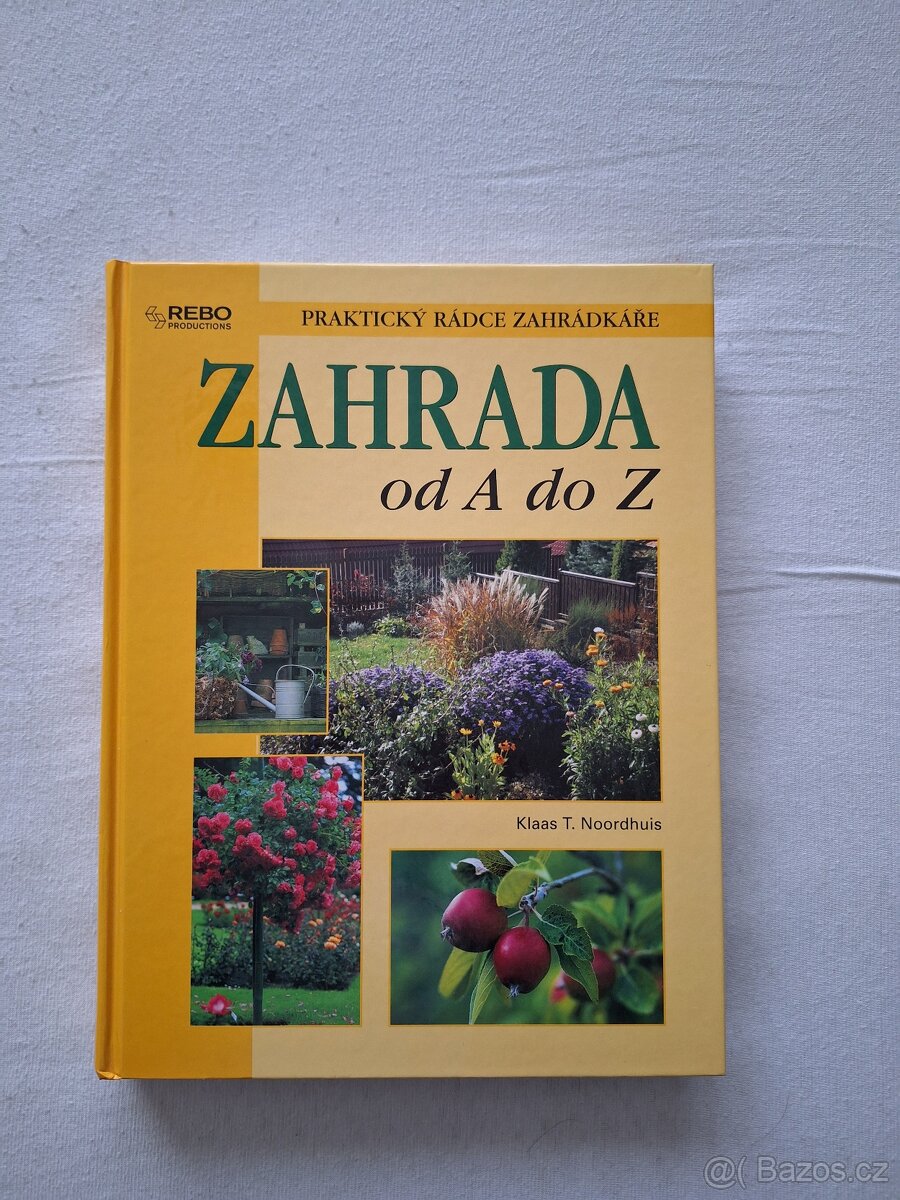 REBO
PRODUCTIONS
PRAKTICKÝ RÁDCE ZAHRÁDKÁŘE
ZAHRADA
od A do Z
Klaas T. Noordhuis
@( Bazos.cz